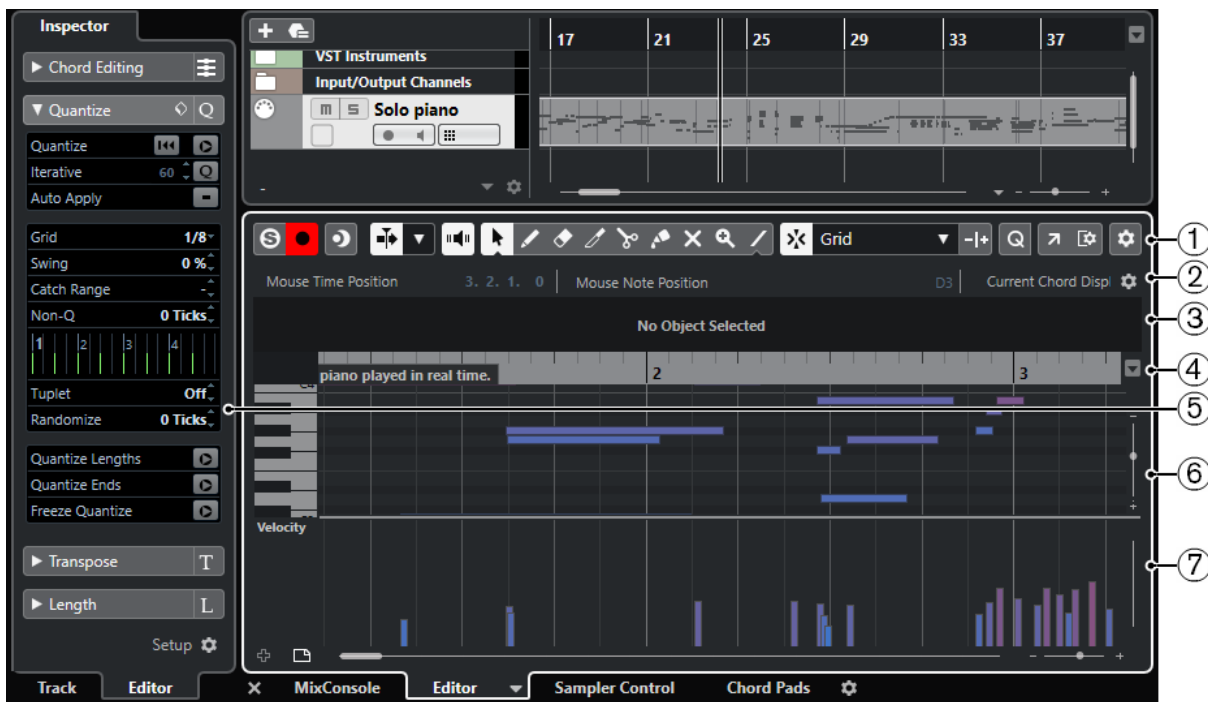 Inspector
Chord Editing
Quantize Q
Quantize
Iterative 60 Q
Auto Apply
Grid 1/8
Swing 0 %
Catch Range -
Non-Q 0 Ticks
1 2 3 4
Tuplet Off
Randomize 0 Ticks
Quantize Lengths
Quantize Ends
Freeze Quantize
Transpose T
Length L
Setup
Track Editor
17 21 25 29 33 37
VST Instruments
Input/Output Channels
m S Solo piano
-
S Grid Q
Mouse Time Position 3. 2. 1. 0 Mouse Note Position D3 Current Chord Displ
No Object Selected
piano played in real time. 2 3
Velocity
MixConsole Editor Sampler Control Chord Pads
1
2
3
4
5
6
7